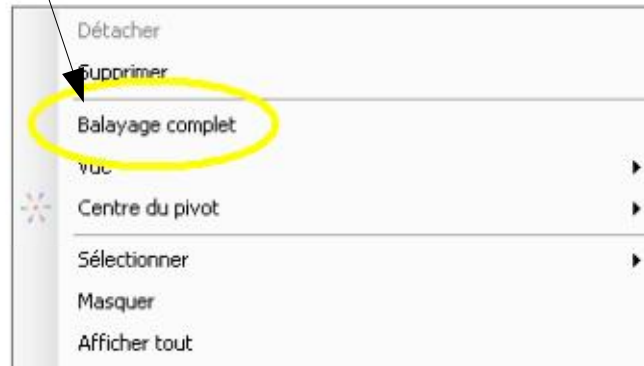 Détacher
Supprimer
Balayage complet
Vue
Centre du pivot
Sélectionner
Masquer
Afficher tout